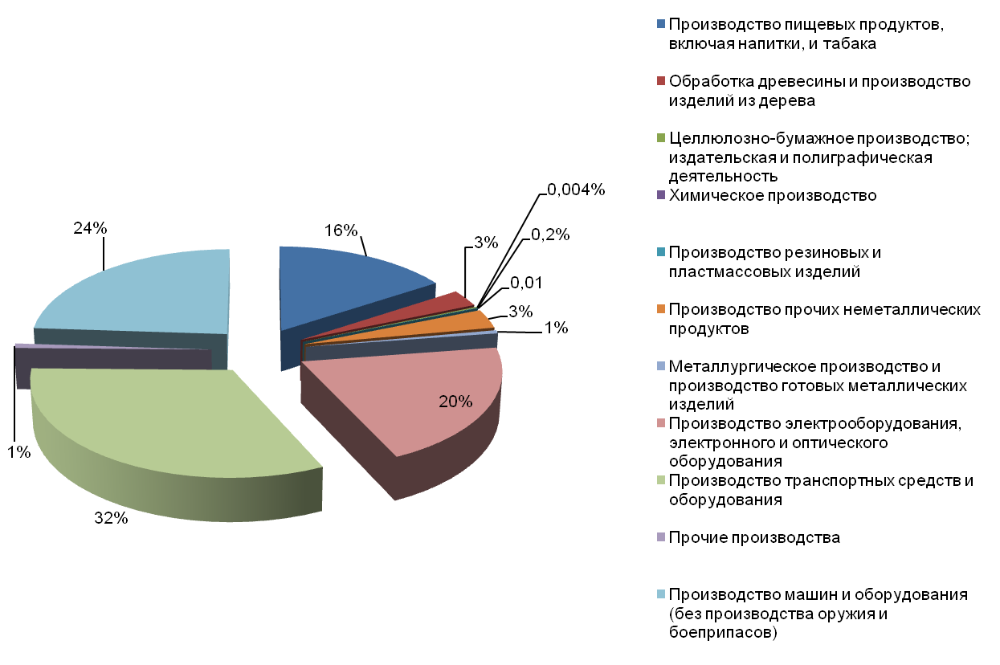 24%
16%
3%
0,004%
0,2%
0,01
3%
1%
20%
32%
1%
Производство пищевых продуктов,
включая напитки, и табака
Обработка древесины и производство
изделий из дерева
Целлюлозно-бумажное производство;
издательская и полиграфическая
деятельность
Химическое производство
Производство резиновых и
пластмассовых изделий
Производство прочих неметаллических
продуктов
Металлургическое производство и
производство готовых металлических
изделий
Производство электрооборудования,
электронного и оптического
оборудования
Производство транспортных средств и
оборудования
Прочие производства
Производство машин и оборудования
(без производства оружия и
боеприпасов)